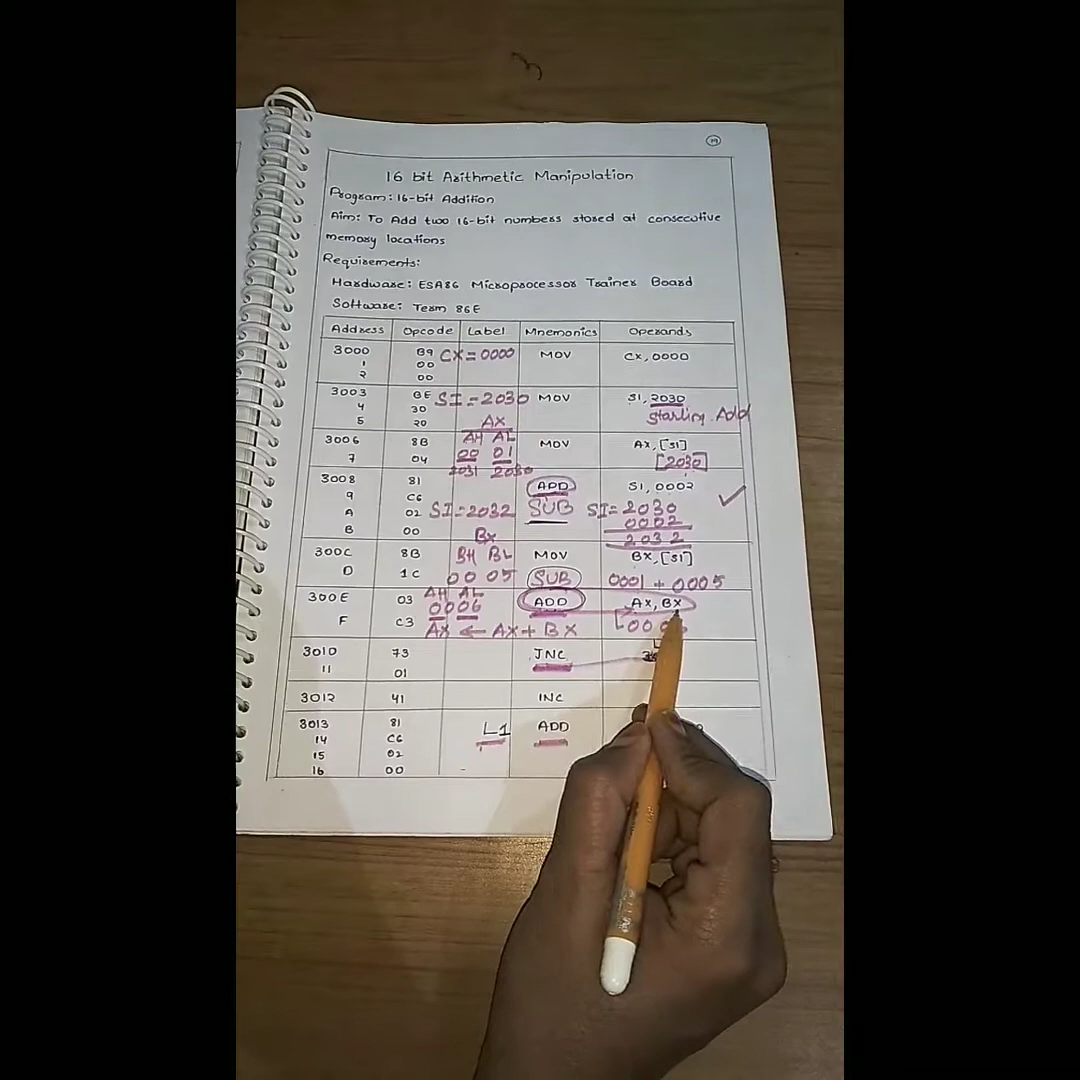 19
16 bit Arithmetic Manipulation
Program: 16-bit Addition
Aim: To Add two 16-bit numbers stored at consecutive
memory locations
Requirements:
Hardware: ESA86 Microprocessor Trainer Board
Software: Term 86E
Address Opcode Label Mnemonics Operands
3000 B9 CX=0000 MOV CX,0000
1 00
2 00
3003 BE SI=2030 MOV SI,2030
4 30 Starting Add
5 20 AX
3006 8B AH AL MOV AX,[SI]
7 04 00 01 [2030]
2031 2030
3008 81 ADD SI,0002
9 C6
A 02 SI=2032 SUB SI=2030
0002
B 00 BX 2032
300C 8B BH BL MOV BX,[SI]
D 1C 00 05 SUB 0001 + 0005
300E 03 AH AL ADD AX,BX
0006
F C3 AX ← AX + BX
3010 73 JNC
11 01
3012 41 INC
3013 81 L1 ADD
14 C6
15 02
16 00